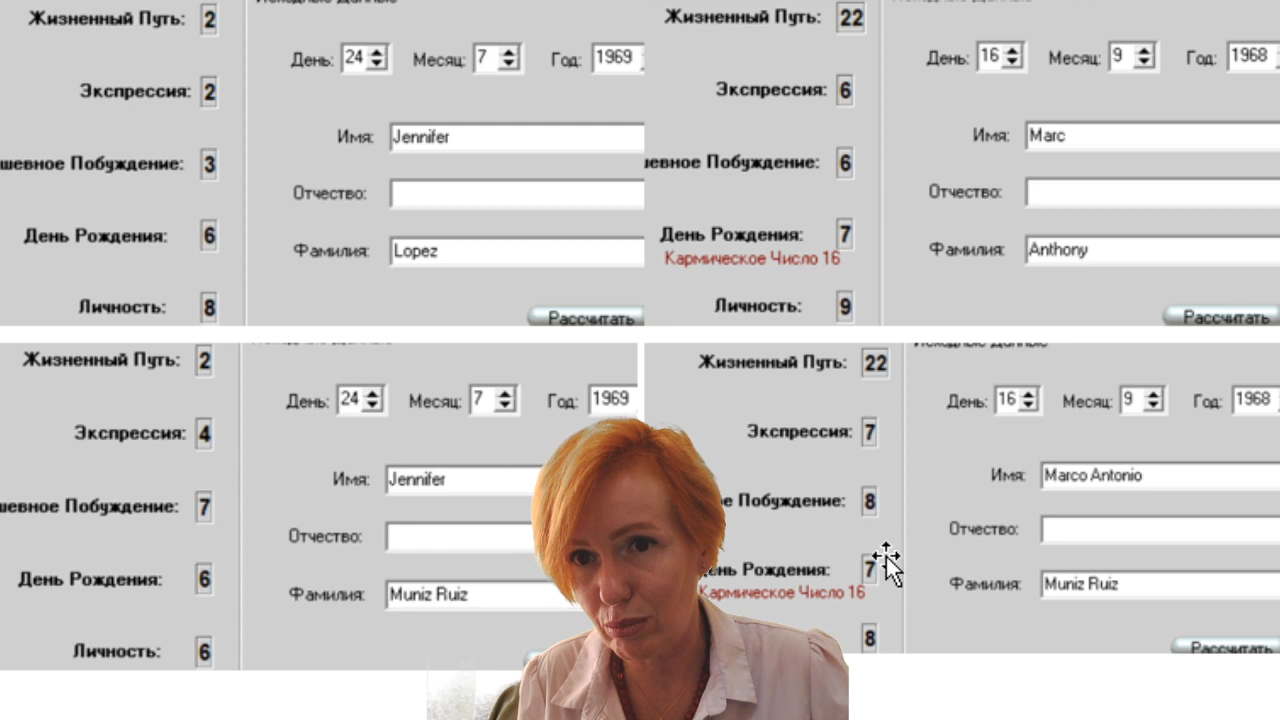 Жизненный Путь: 2
Экспрессия: 2
шевное Побуждение: 3
День Рождения: 6
Личность: 8
День: 24 Месяц: 7 Год: 1969
Имя: Jennifer
Отчество:
Фамилия: Lopez
Рассчитать
Жизненный Путь: 22
Экспрессия: 6
Побуждение: 6
День Рождения: 7
Кармическое Число 16
Личность: 9
День: 16 Месяц: 9 Год: 1968
Имя: Marc
Отчество:
Фамилия: Anthony
Рассчитать
Жизненный Путь: 2
Экспрессия: 4
шевное Побуждение: 7
День Рождения: 6
Личность: 6
День: 24 Месяц: 7 Год: 1969
Имя: Jennifer
Отчество:
Фамилия: Muniz Ruiz
Жизненный Путь: 22
Экспрессия: 7
ое Побуждение: 8
День Рождения: 7
Кармическое Число 16
8
Исходные Данные
День: 16 Месяц: 9 Год: 1968
Имя: Marco Antonio
Отчество:
Фамилия: Muniz Ruiz
Рассчитать